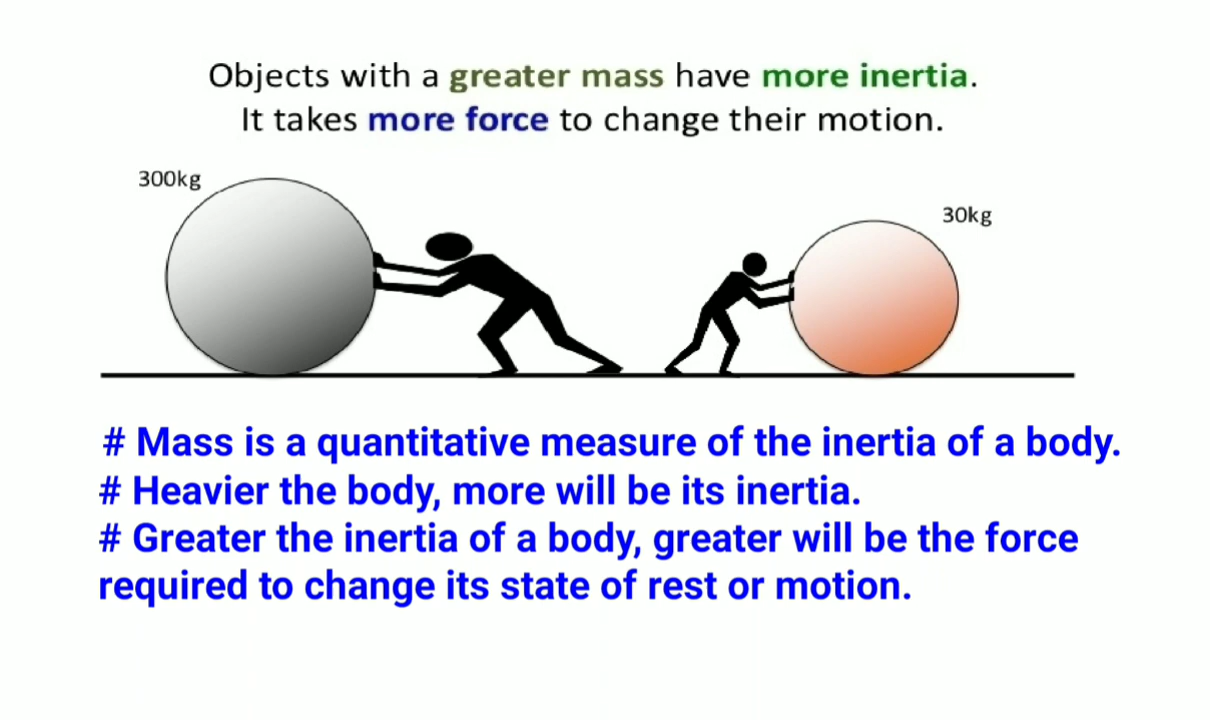 Objects with a greater mass have more inertia.
It takes more force to change their motion.
300kg
30kg
# Mass is a quantitative measure of the inertia of a body.
# Heavier the body, more will be its inertia.
# Greater the inertia of a body, greater will be the force
required to change its state of rest or motion.